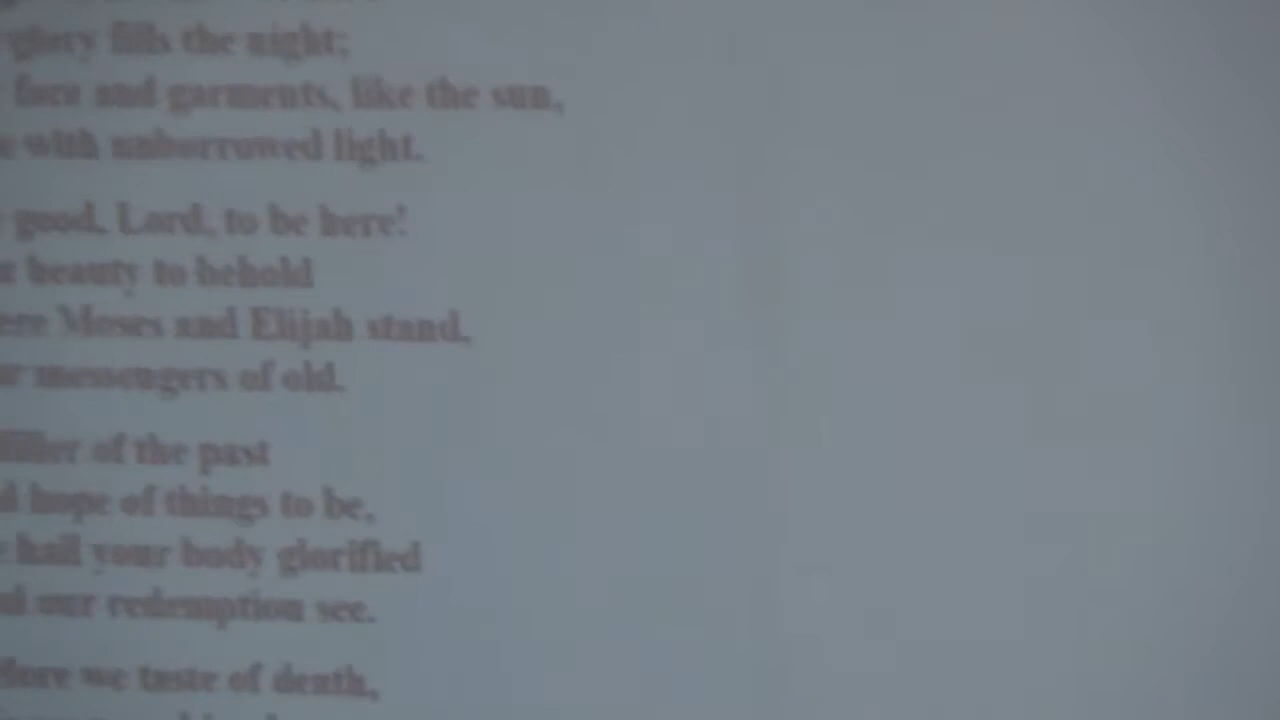 glory fills the night;
face and garments, like the sun,
with unborrowed light.
good, Lord, to be here!
beauty to behold
Moses and Elijah stand,
messengers of old.
of the past
hope of things to be,
hail your body glorified
our redemption see.
we taste of death,